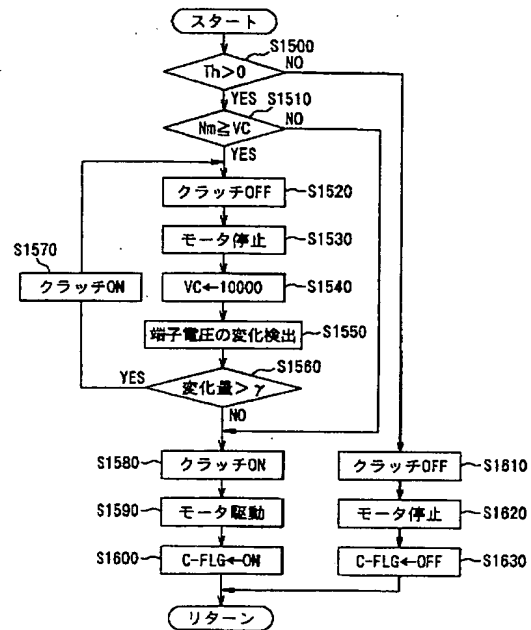 スタート
S1500
Th>0
NO
YES
S1510
Nm≧VC
NO
YES
クラッチOFF
S1520
モータ停止
S1530
S1570
クラッチON
VC←10000
S1540
端子電圧の変化検出
S1550
S1560
YES
変化量>γ
NO
S1580
クラッチON
クラッチOFF
S1610
S1590
モータ駆動
モータ停止
S1620
S1600
C-FLG←ON
C-FLG←OFF
S1630
リターン